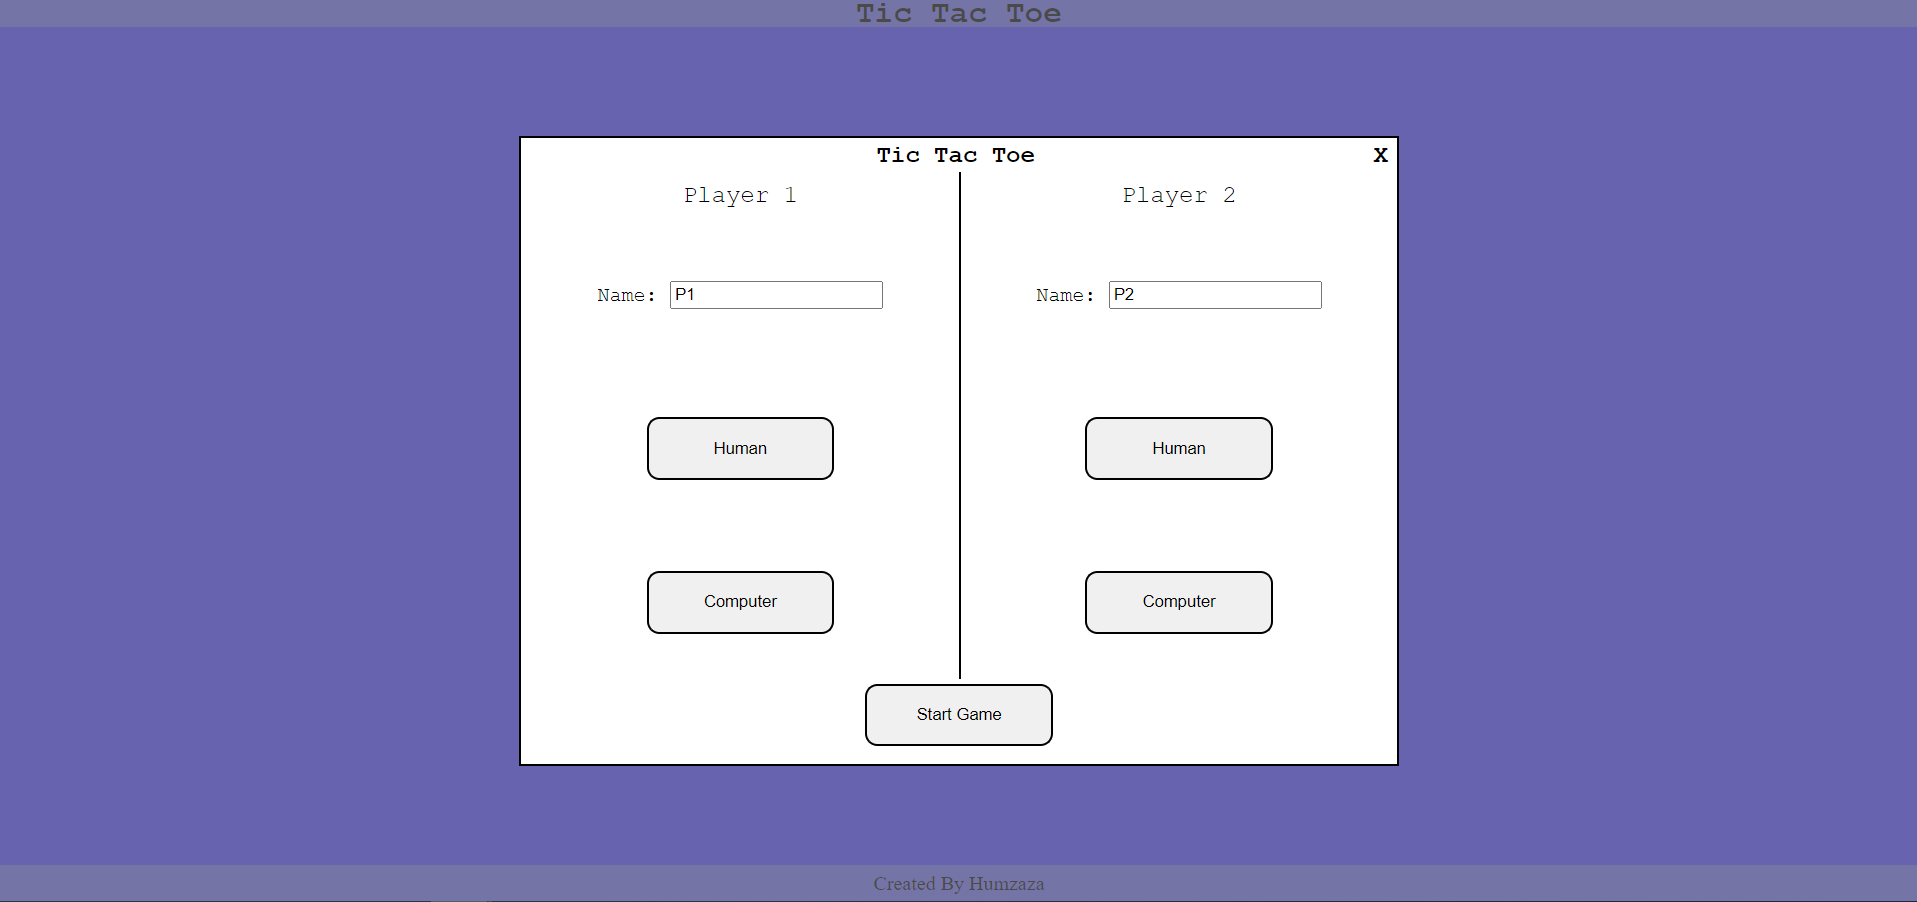 Tic Tac Toe
Tic Tac Toe X
Player 1
Name: P1
Human
Computer
Player 2
Name: P2
Human
Computer
Start Game
Created By Humzaza